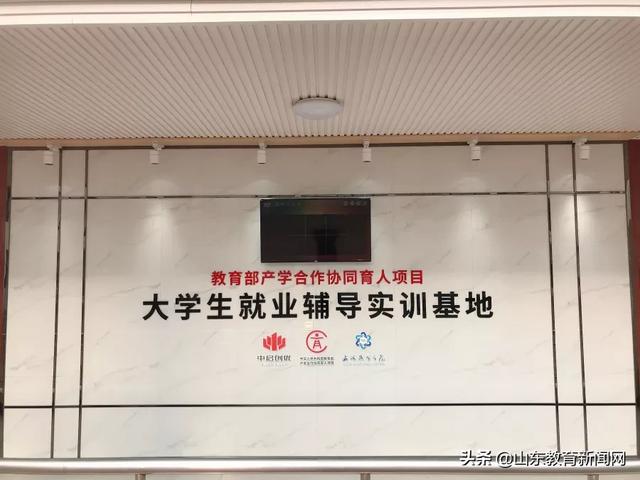 教育部产学合作协同育人项目
大学生就业辅导实训基地
中启创优
头条 @山东教育新闻网